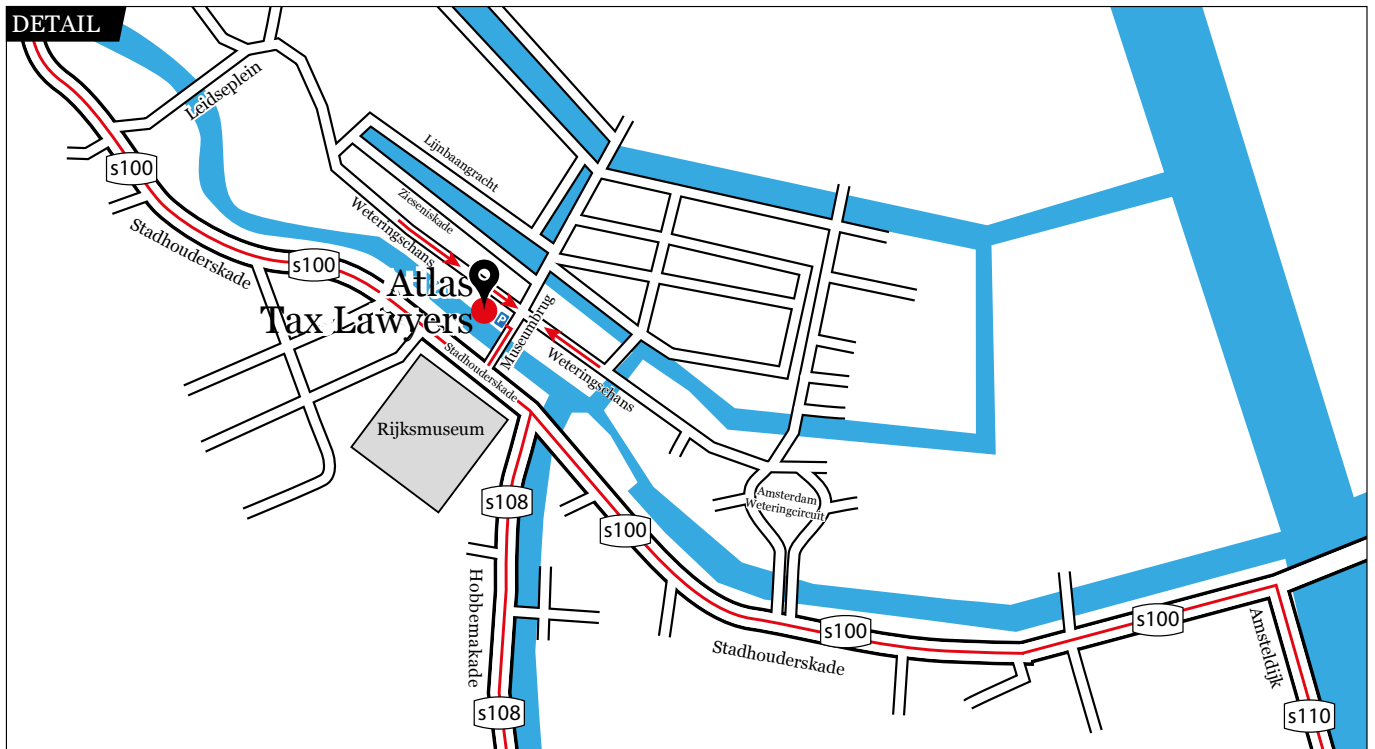 DETAIL
Leidseplein
Lijnbaangracht
s100
Zieseniskade
Weteringschans
Stadhouderskade
s100
Atlas
Tax Lawyers
P
Museumbrug
Stadhouderskade
Weteringschans
Rijksmuseum
s108
Amsterdam
Weteringcircuit
s100
Hobbemakade
s100
s100
Stadhouderskade
Amsteldijk
s108
s110